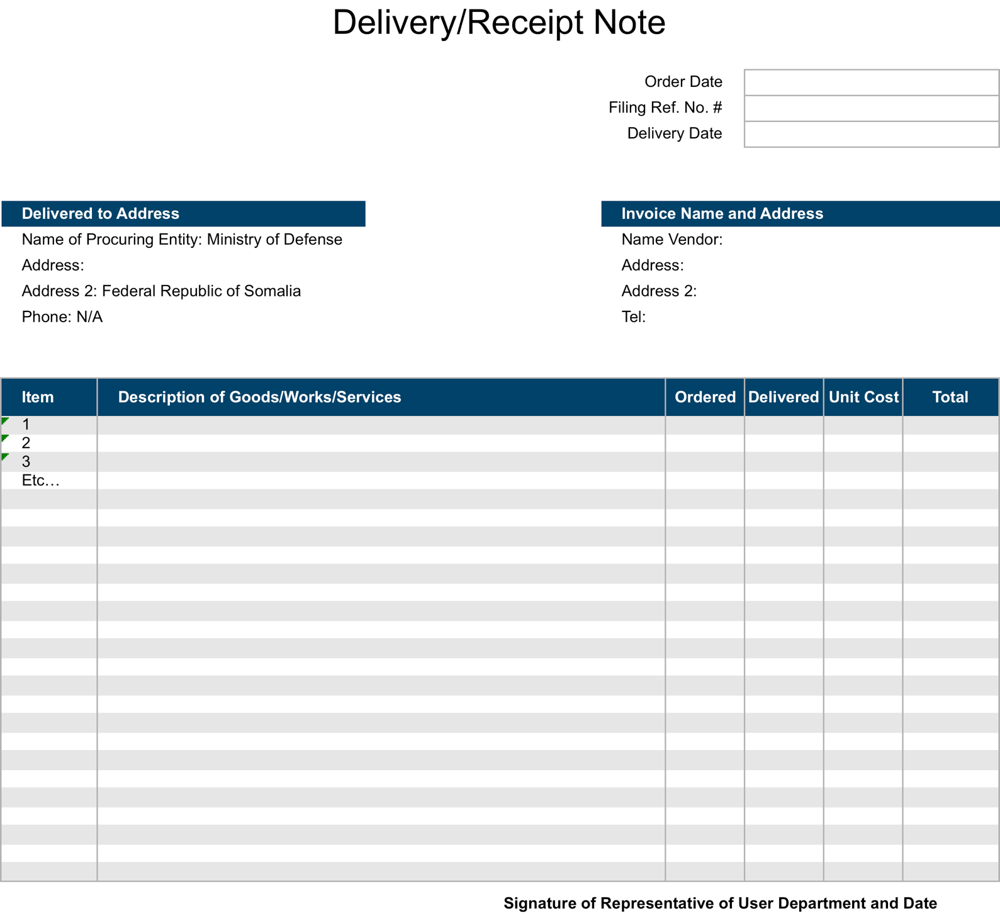 Delivery/Receipt Note
Order Date
Filing Ref. No. #
Delivery Date
Delivered to Address
Name of Procuring Entity: Ministry of Defense
Address:
Address 2: Federal Republic of Somalia
Phone: N/A
Invoice Name and Address
Name Vendor:
Address:
Address 2:
Tel:
Item Description of Goods/Works/Services Ordered Delivered Unit Cost Total
1
2
3
Etc…
Signature of Representative of User Department and Date